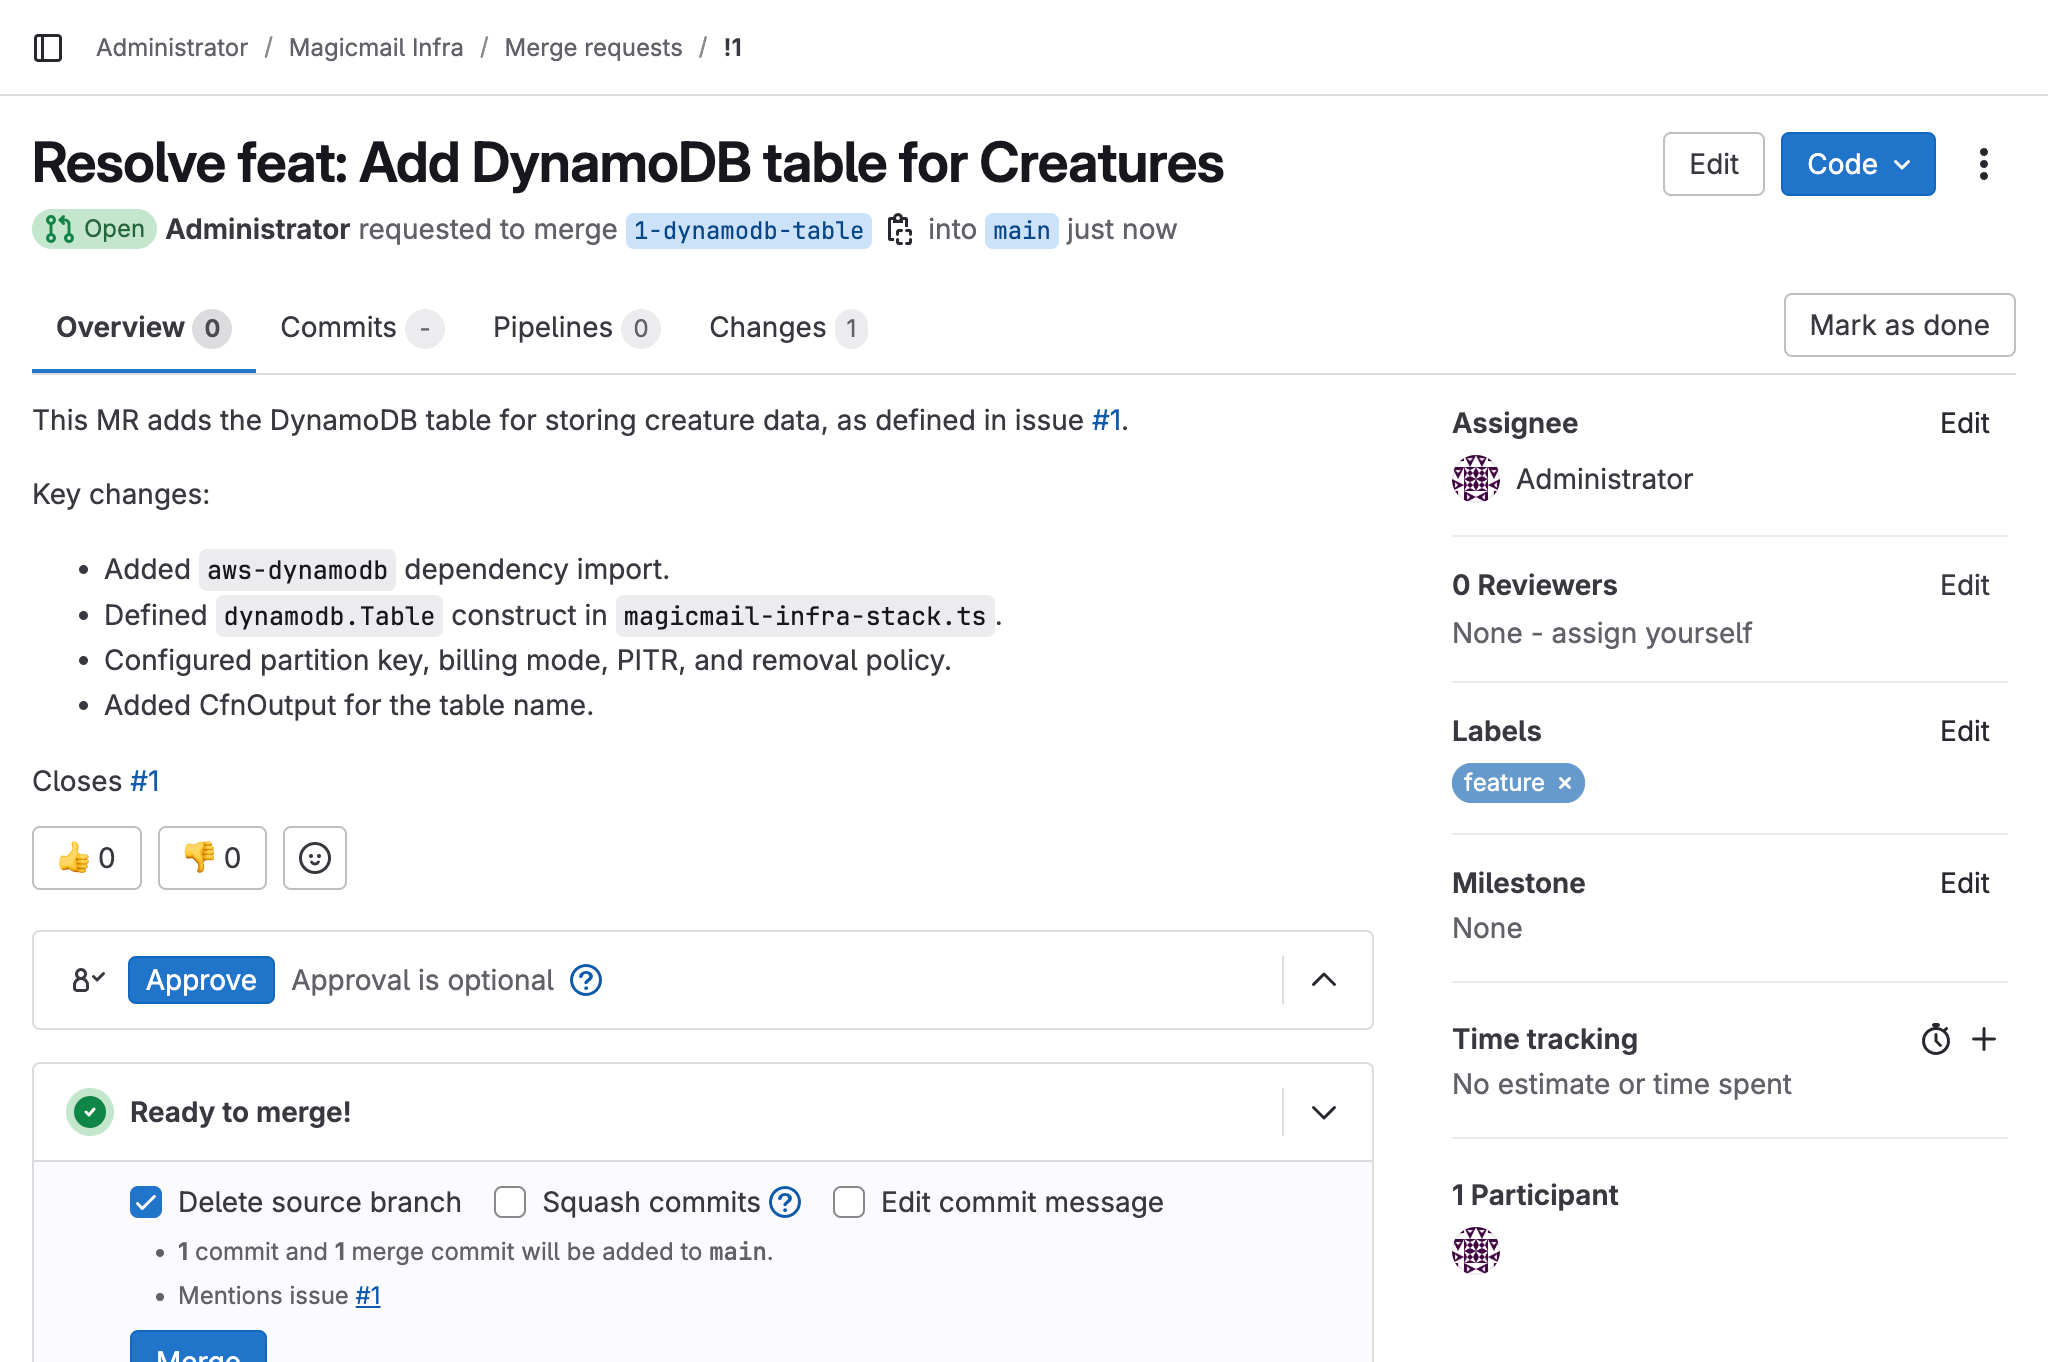 Administrator / Magicmail Infra / Merge requests / !1
Resolve feat: Add DynamoDB table for Creatures
Edit
Code
Open Administrator requested to merge 1-dynamodb-table into main just now
Overview 0
Commits -
Pipelines 0
Changes 1
Mark as done
This MR adds the DynamoDB table for storing creature data, as defined in issue #1.
Key changes:
• Added aws-dynamodb dependency import.
• Defined dynamodb.Table construct in magicmail-infra-stack.ts.
• Configured partition key, billing mode, PITR, and removal policy.
• Added CfnOutput for the table name.
Closes #1
👍 0
👎 0
Approve Approval is optional ?
Ready to merge!
Delete source branch
Squash commits ?
Edit commit message
• 1 commit and 1 merge commit will be added to main.
• Mentions issue #1
Merge
Assignee Edit
Administrator
0 Reviewers Edit
None - assign yourself
Labels Edit
feature ×
Milestone Edit
None
Time tracking
No estimate or time spent
1 Participant